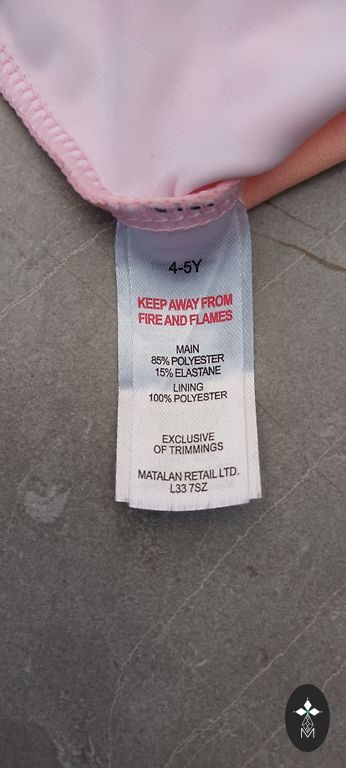 4-5Y
KEEP AWAY FROM
FIRE AND FLAMES
MAIN
85% POLYESTER
15% ELASTANE
LINING
100% POLYESTER
EXCLUSIVE
OF TRIMMINGS
MATALAN RETAIL LTD.
L33 7SZ